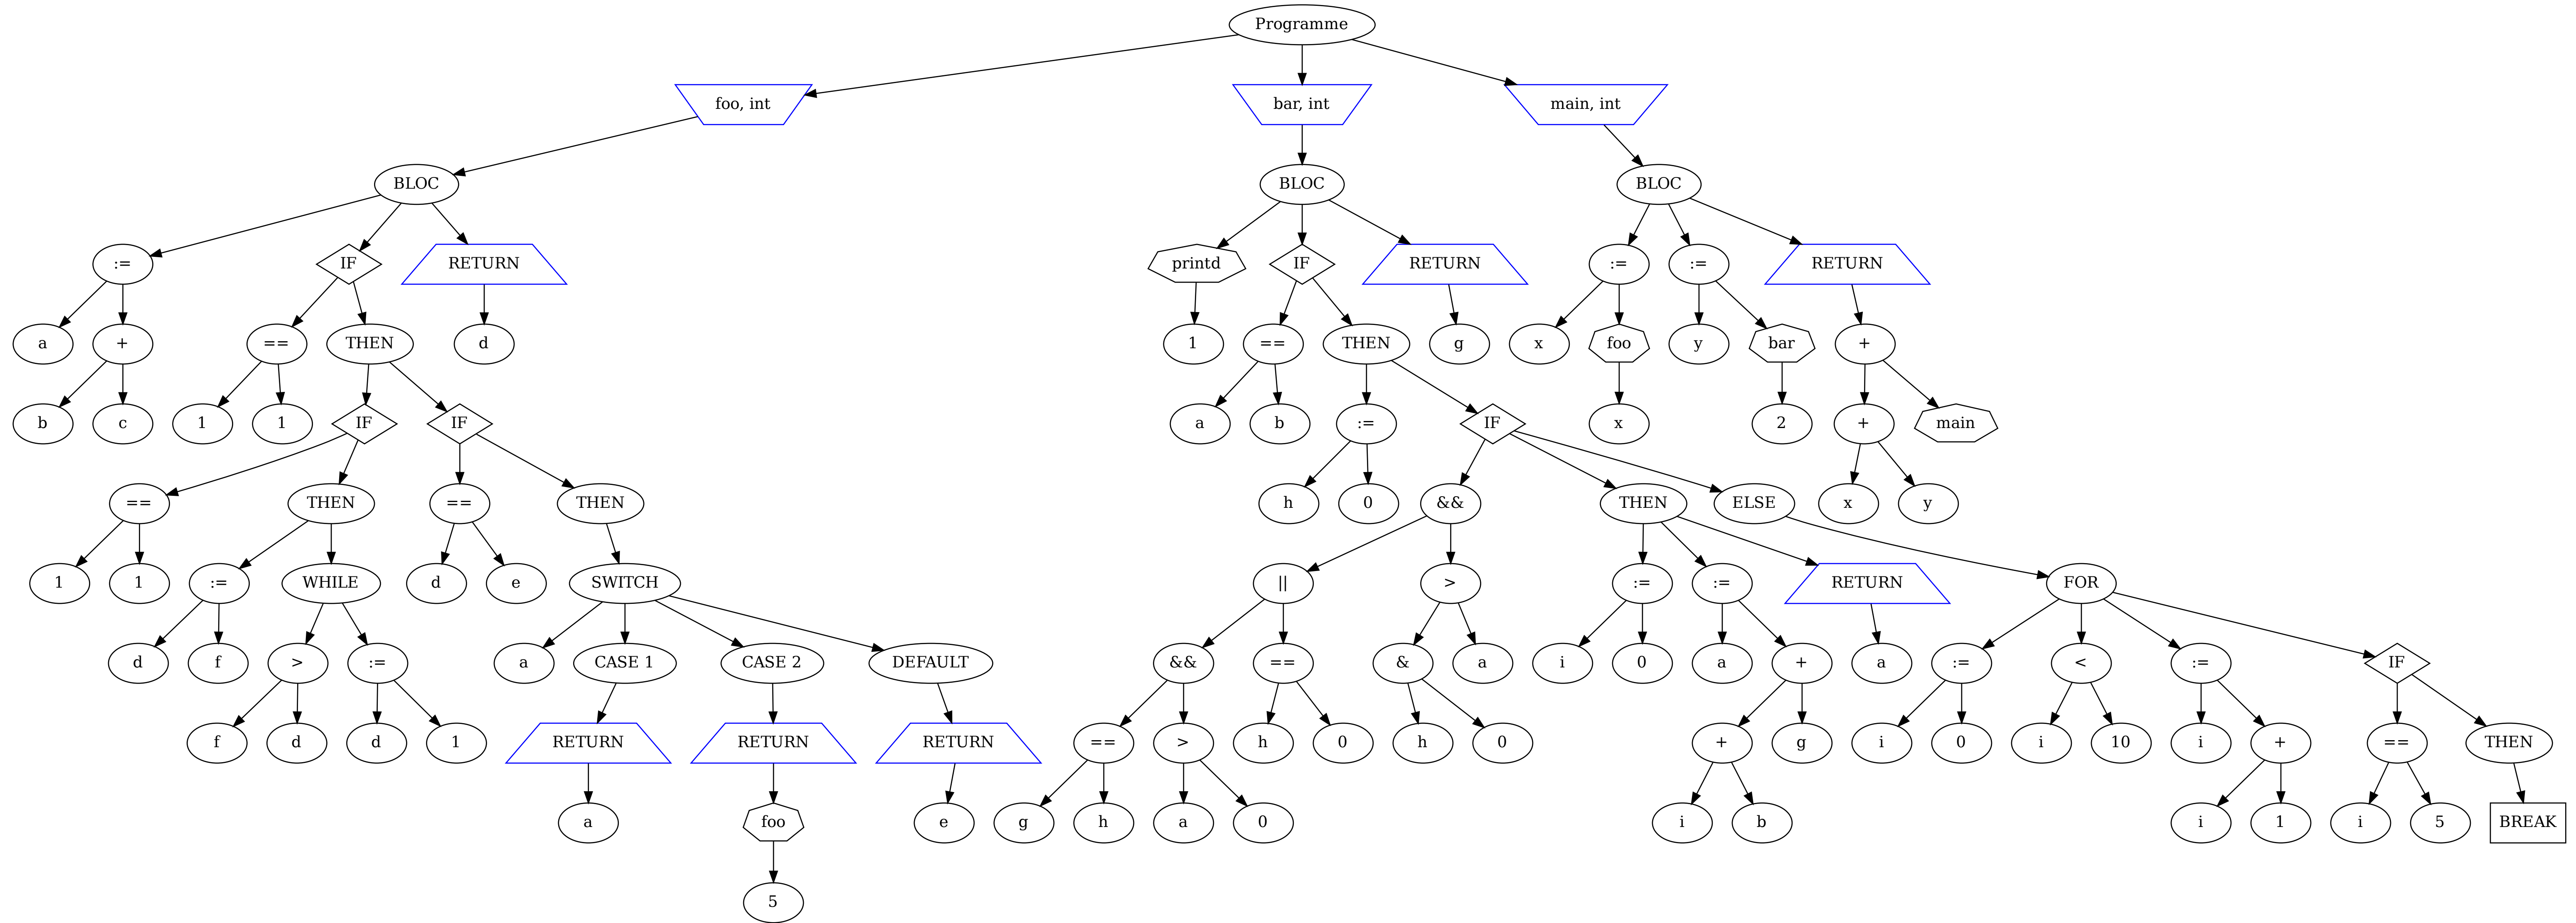 Programme
foo, int
bar, int
main, int
BLOC
BLOC
BLOC
:=
IF
RETURN
printd
IF
RETURN
:=
:=
RETURN
a
+
==
THEN
d
1
==
THEN
g
x
foo
y
bar
+
b
c
1
1
IF
IF
a
b
:=
IF
x
2
+
main
==
THEN
==
THEN
h
0
&&
THEN
ELSE
x
y
1
1
:=
WHILE
d
e
SWITCH
||
>
:=
:=
RETURN
FOR
d
f
>
:=
a
CASE 1
CASE 2
DEFAULT
&&
==
&
a
i
0
a
+
a
:=
<
:=
IF
f
d
d
1
RETURN
RETURN
RETURN
==
>
h
0
h
0
+
g
i
0
i
10
i
+
==
THEN
a
foo
e
g
h
a
0
i
b
i
1
i
5
BREAK
5